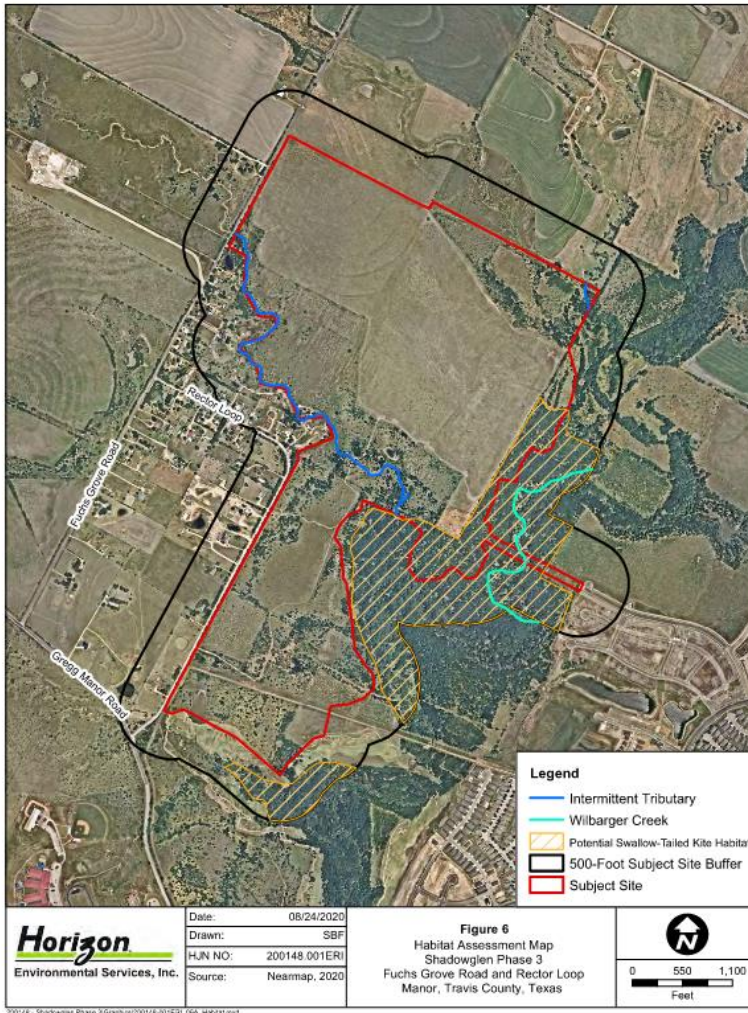 Rector Loop
Fuchs Grove Road
Gregg Manor Road
Legend
Intermittent Tributary
Wilbarger Creek
Potential Swallow-Tailed Kite Habitat
500-Foot Subject Site Buffer
Subject Site
Horizon
Environmental Services, Inc.
Date: 08/24/2020
Drawn: SBF
HJN NO: 200148.001ERI
Source: Nearmap, 2020
Figure 6
Habitat Assessment Map
Shadowglen Phase 3
Fuchs Grove Road and Rector Loop
Manor, Travis County, Texas
N
0 550 1,100
Feet